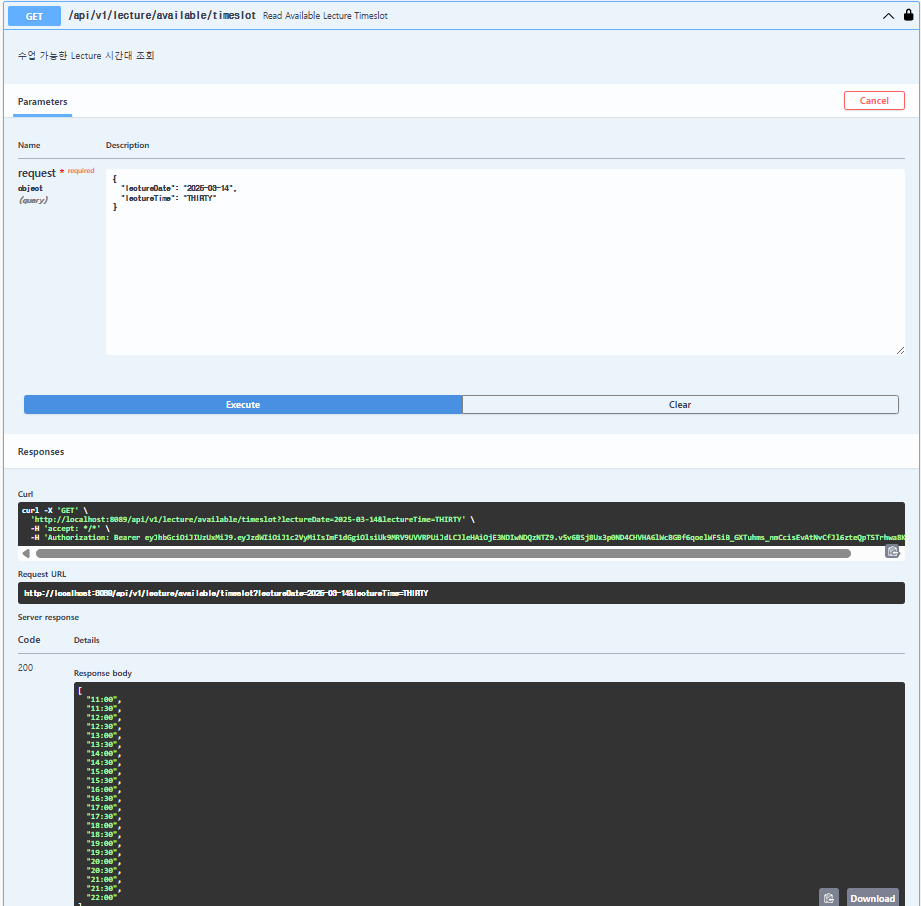 GET /api/v1/lecture/available/timeslot Read Available Lecture Timeslot
수업 가능한 Lecture 시간대 조회
Parameters
Cancel
Name Description
request * required
object
(query)
{
"lectureDate": "2025-03-14",
"lectureTime": "THIRTY"
}
Execute Clear
Responses
Curl
curl -X 'GET' \
'http://localhost:8089/api/v1/lecture/available/timeslot?lectureDate=2025-03-14&lectureTime=THIRTY' \
-H 'accept: */*' \
-H 'Authorization: Bearer
Request URL
http://localhost:8089/api/v1/lecture/available/timeslot?lectureDate=2025-03-14&lectureTime=THIRTY
Server response
Code Details
200
Response body
[
"11:00",
"11:30",
"12:00",
"12:30",
"13:00",
"13:30",
"14:00",
"14:30",
"15:00",
"15:30",
"16:00",
"16:30",
"17:00",
"17:30",
"18:00",
"18:30",
"19:00",
"19:30",
"20:00",
"20:30",
"21:00",
"21:30",
"22:00"
Download